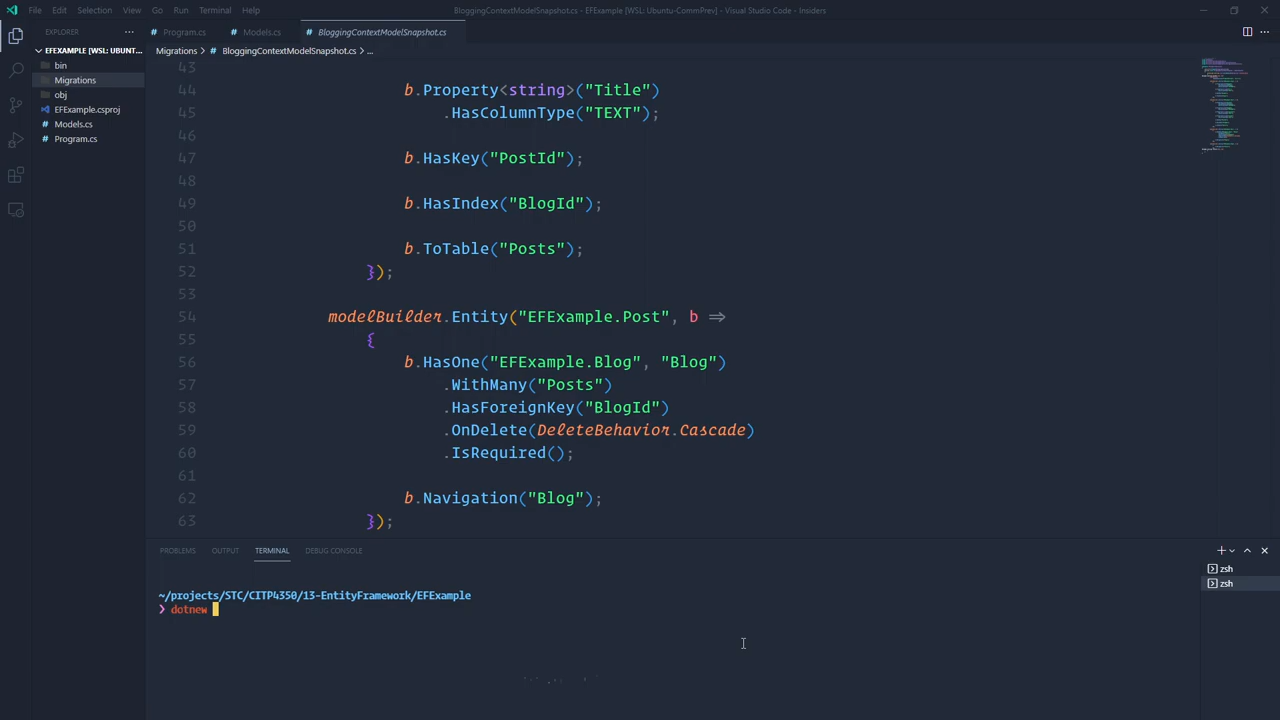 File Edit Selection View Go Run Terminal Help
BloggingContextModelSnapshot.cs - EFExample [WSL: Ubuntu-CommPrev] - Visual Studio Code - Insiders
EXPLORER
EFEXAMPLE [WSL: UBUNT...
bin
Migrations
obj
EFExample.csproj
Models.cs
Program.cs
Program.cs Models.cs BloggingContextModelSnapshot.cs
Migrations > BloggingContextModelSnapshot.cs > ...
43
44 b.Property<string>("Title")
45 .HasColumnType("TEXT");
46
47 b.HasKey("PostId");
48
49 b.HasIndex("BlogId");
50
51 b.ToTable("Posts");
52 });
53
54 modelBuilder.Entity("EFExample.Post", b =>
55 {
56 b.HasOne("EFExample.Blog", "Blog")
57 .WithMany("Posts")
58 .HasForeignKey("BlogId")
59 .OnDelete(DeleteBehavior.Cascade)
60 .IsRequired();
61
62 b.Navigation("Blog");
63 });
PROBLEMS OUTPUT TERMINAL DEBUG CONSOLE
~/projects/STC/CITP4350/13-EntityFramework/EFExample
❯ dotnew
zsh
zsh